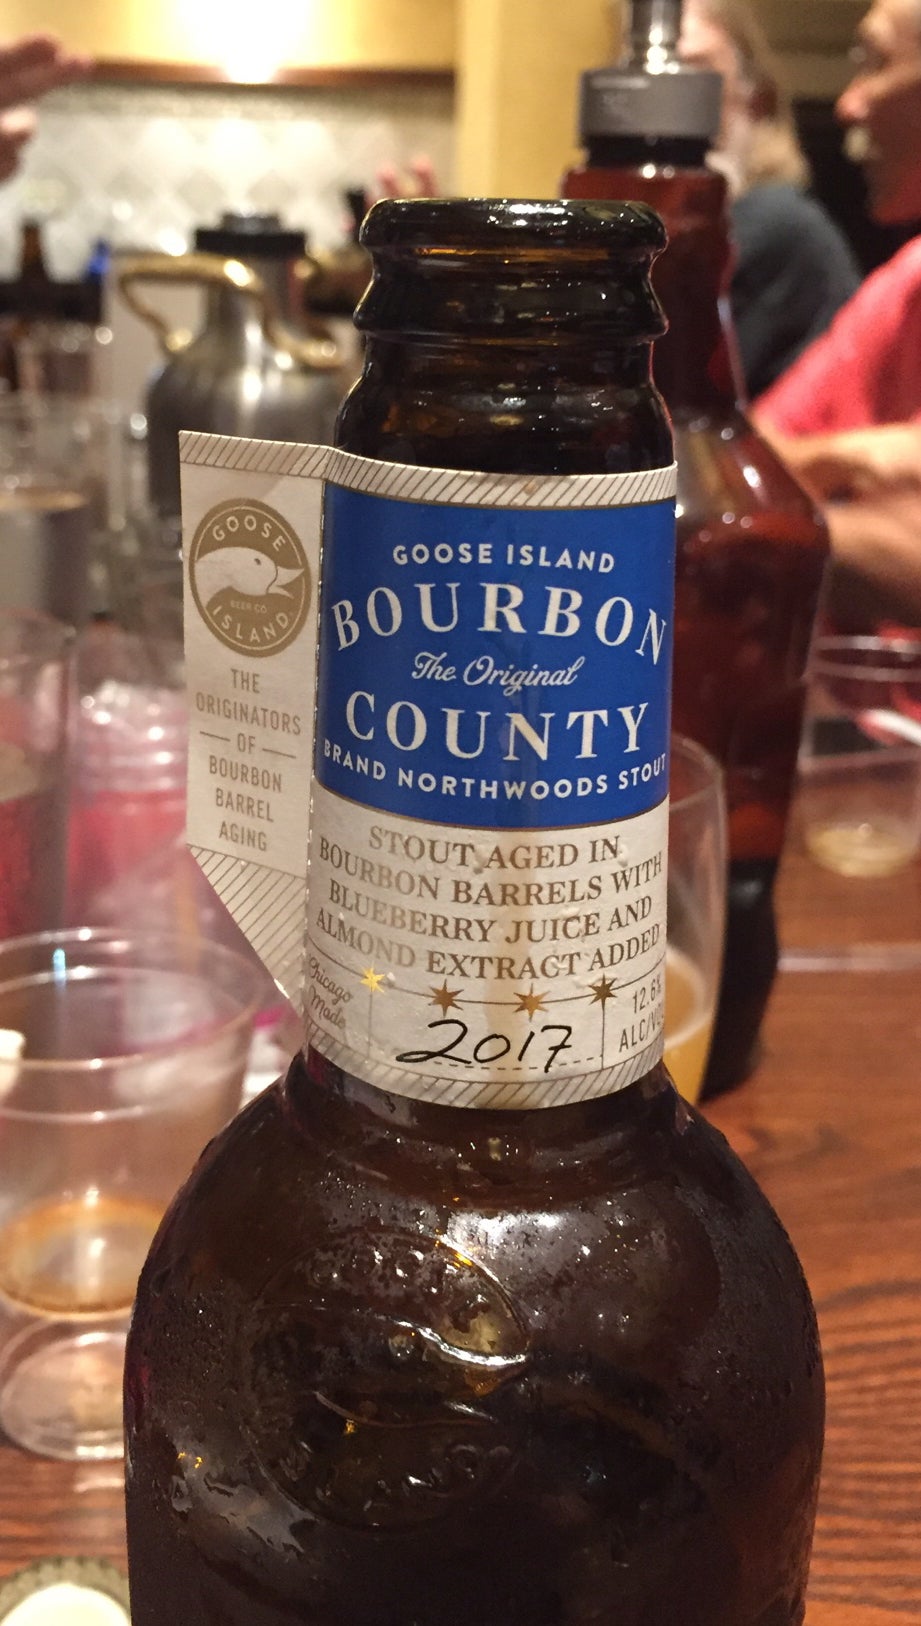 GOOSE
BEER CO
ISLAND
THE
ORIGINATORS
OF
BOURBON
BARREL
AGING
GOOSE ISLAND
BOURBON
The Original
COUNTY
BRAND NORTHWOODS STOUT
STOUT AGED IN
BOURBON BARRELS WITH
BLUEBERRY JUICE AND
ALMOND EXTRACT ADDED
Chicago
Made
2017
12.6%
ALC/VOL